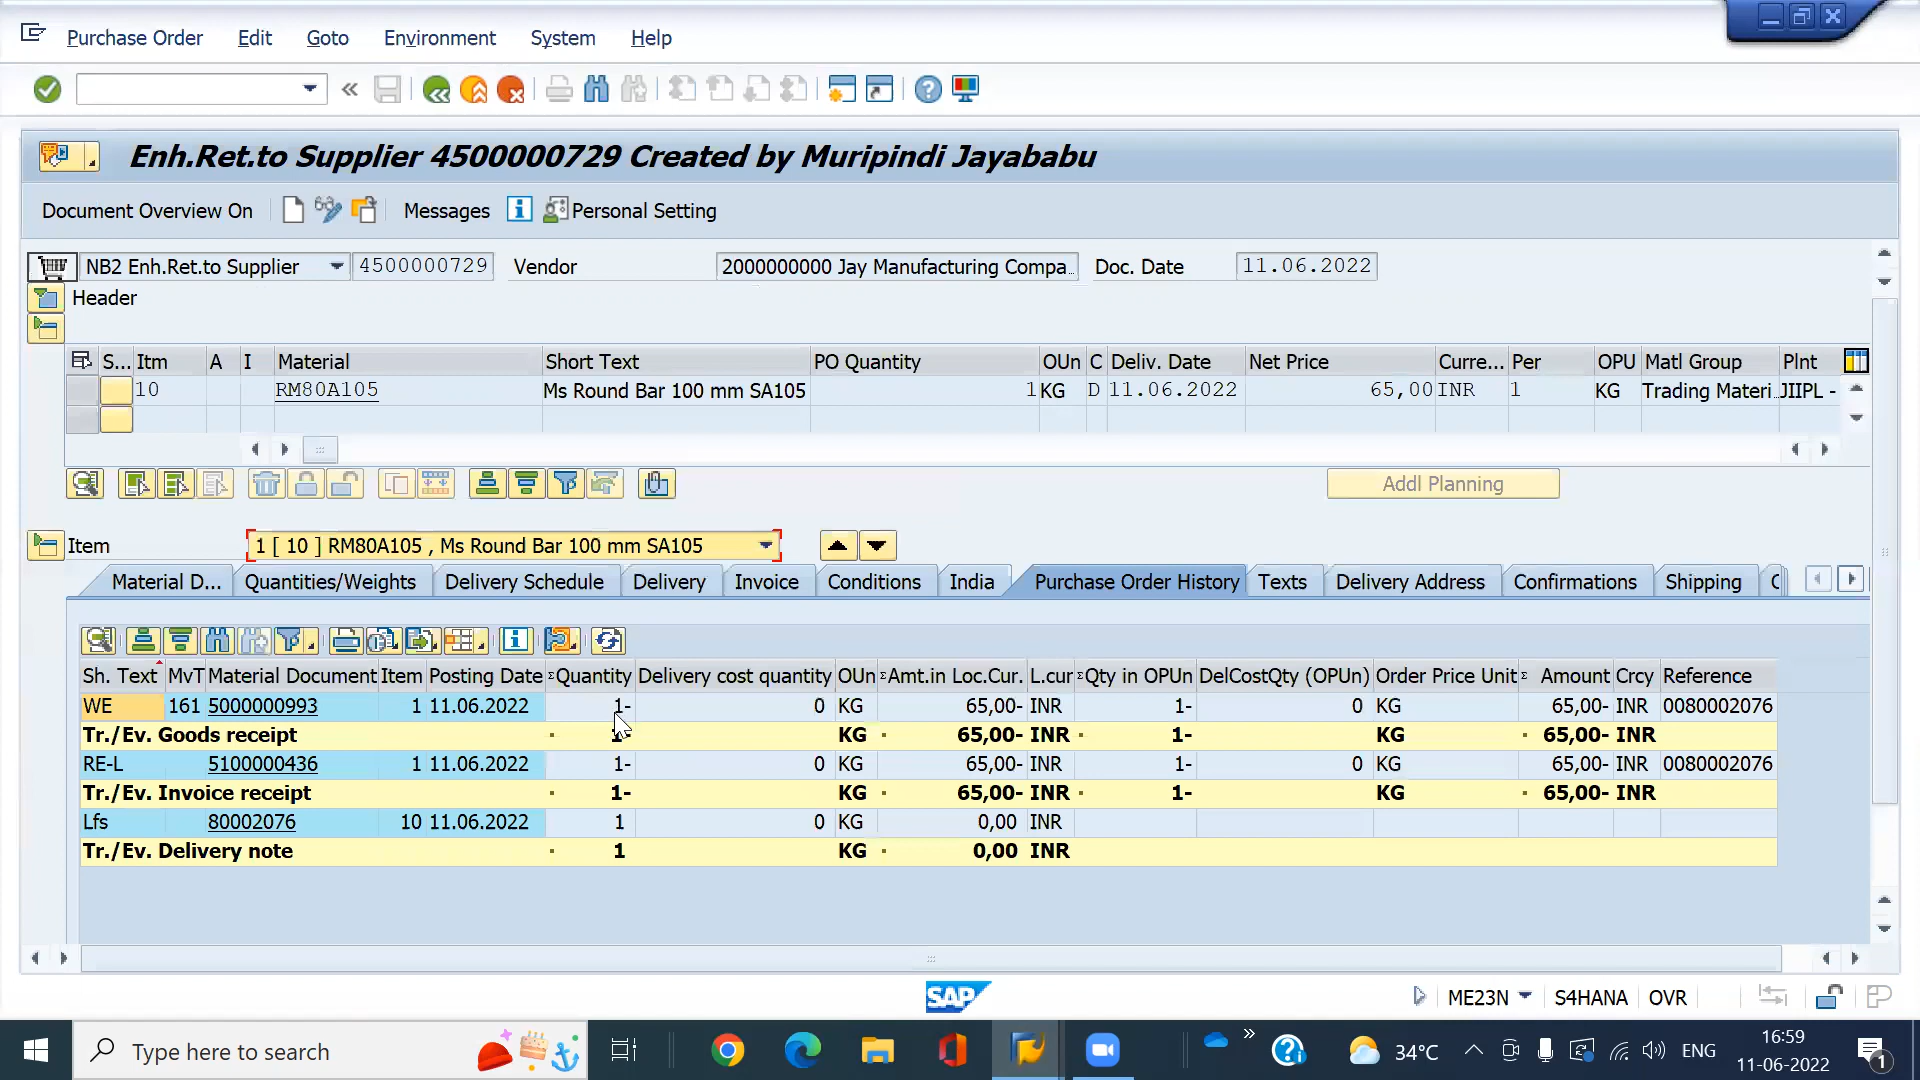 Purchase Order Edit Goto Environment System Help
Enh.Ret.to Supplier 4500000729 Created by Muripindi Jayababu
Document Overview On Messages Personal Setting
NB2 Enh.Ret.to Supplier 4500000729 Vendor 2000000000 Jay Manufacturing Compa… Doc. Date 11.06.2022
Header
S... Itm A I Material Short Text PO Quantity OUn C Deliv. Date Net Price Curre... Per OPU Matl Group Plnt
10 RM80A105 Ms Round Bar 100 mm SA105 1 KG D 11.06.2022 65,00 INR 1 KG Trading Materi… JIIPL -
Addl Planning
Item 1 [ 10 ] RM80A105 , Ms Round Bar 100 mm SA105
Material D... Quantities/Weights Delivery Schedule Delivery Invoice Conditions India Purchase Order History Texts Delivery Address Confirmations Shipping
Sh. Text MvT Material Document Item Posting Date Σ Quantity Delivery cost quantity OUn Σ Amt.in Loc.Cur. L.cur Σ Qty in OPUn DelCostQty (OPUn) Order Price Unit Σ Amount Crcy Reference
WE 161 5000000993 1 11.06.2022 1- 0 KG 65,00- INR 1- 0 KG 65,00- INR 0080002076
Tr./Ev. Goods receipt 1- KG 65,00- INR 1- KG 65,00- INR
RE-L 5100000436 1 11.06.2022 1- 0 KG 65,00- INR 1- 0 KG 65,00- INR 0080002076
Tr./Ev. Invoice receipt 1- KG 65,00- INR 1- KG 65,00- INR
Lfs 80002076 10 11.06.2022 1 0 KG 0,00 INR
Tr./Ev. Delivery note 1 KG 0,00 INR
SAP ME23N S4HANA OVR
Type here to search 34°C ENG 16:59
11-06-2022 1